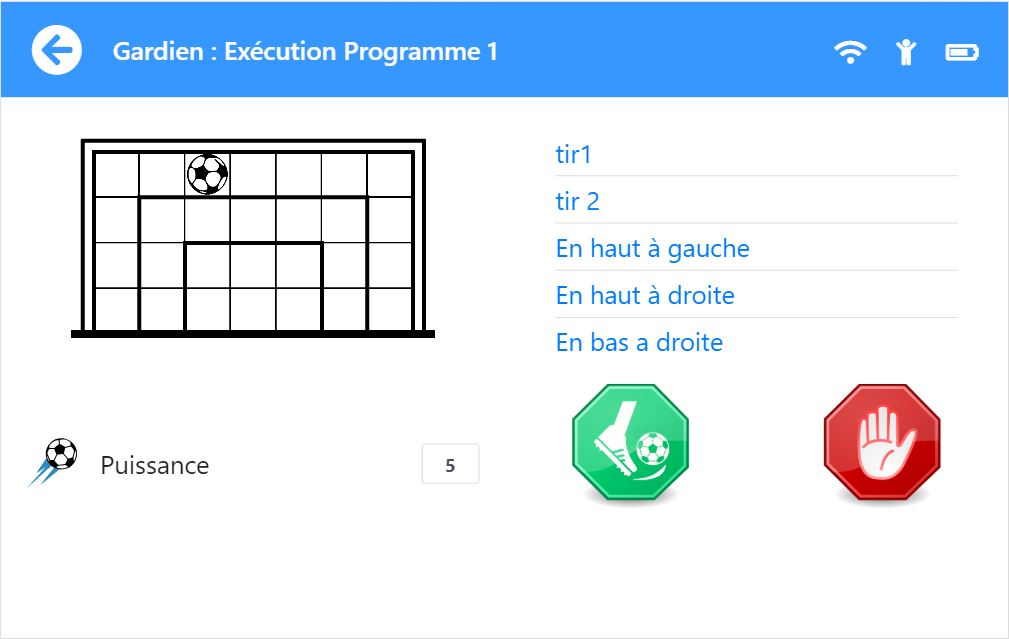 Gardien : Exécution Programme 1
tir1
tir 2
En haut à gauche
En haut à droite
En bas a droite
Puissance
5